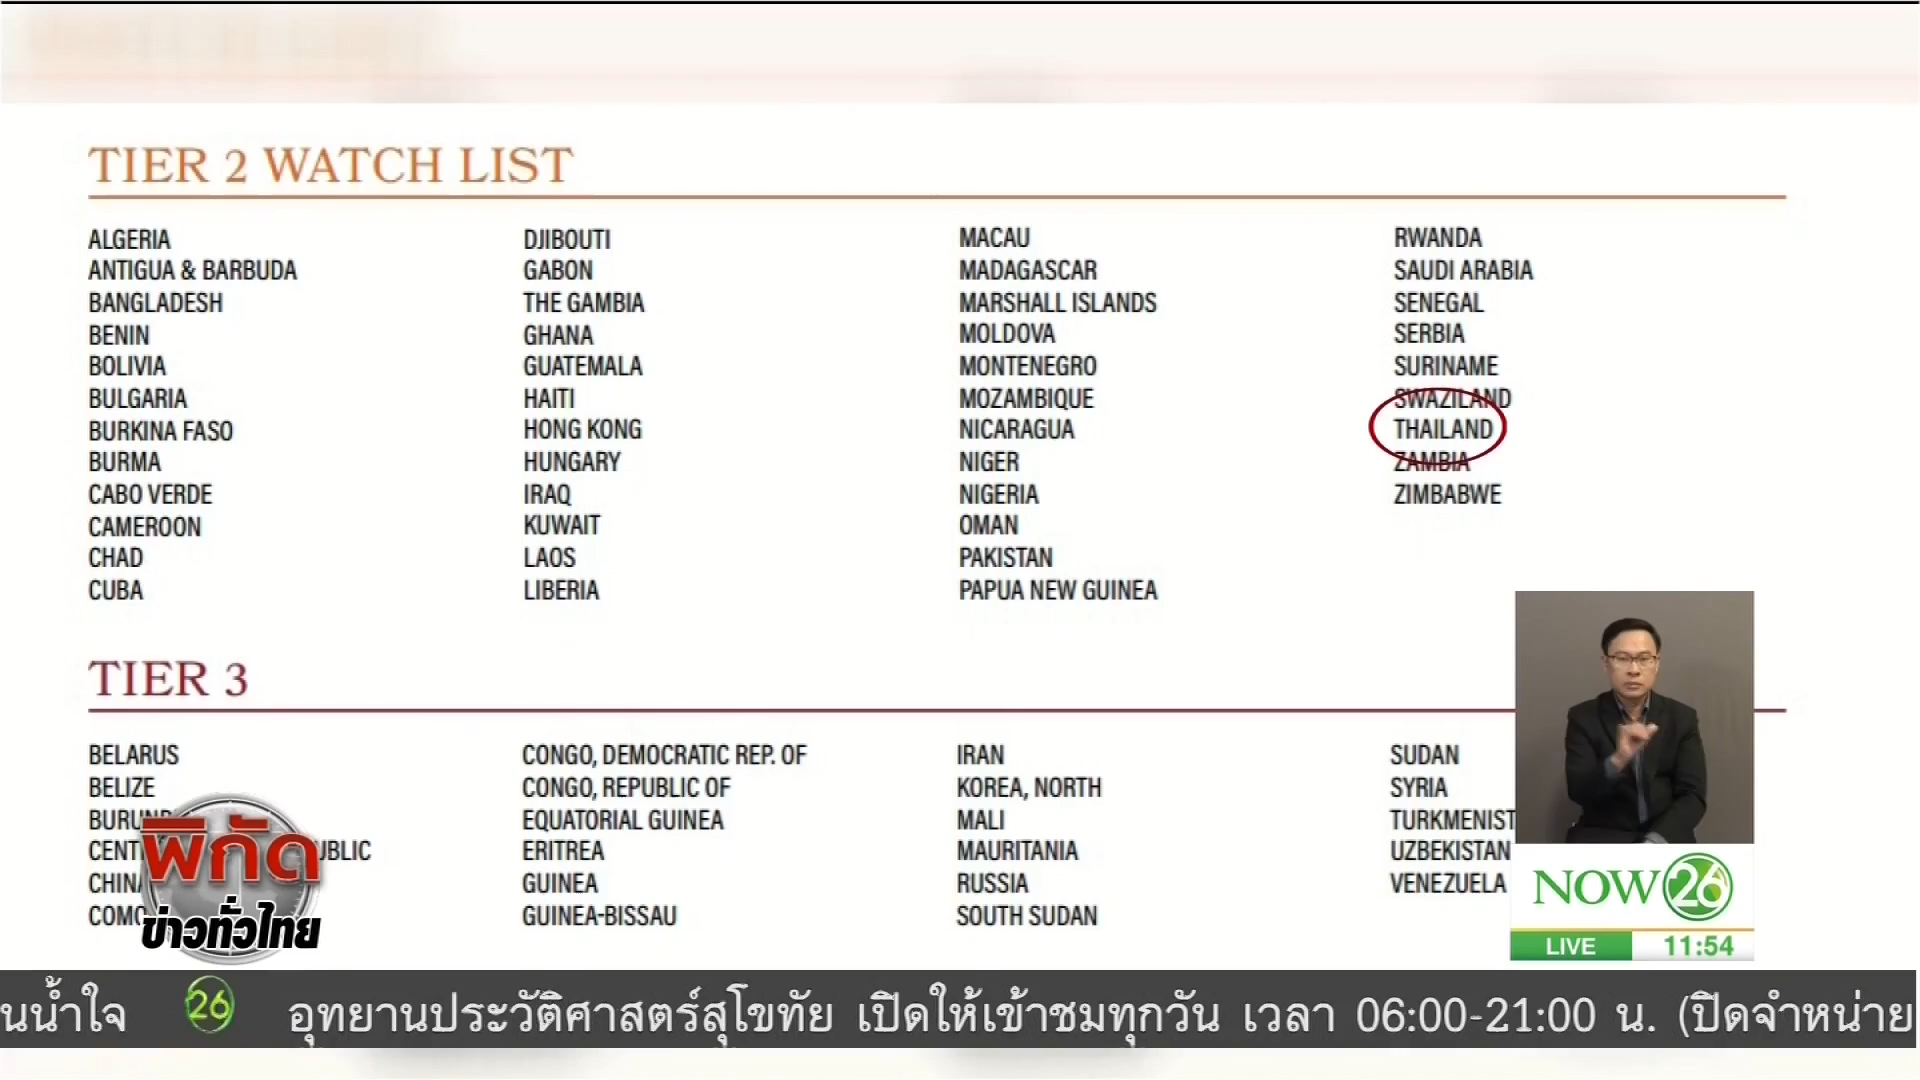 TIER 2 WATCH LIST
ALGERIA
ANTIGUA & BARBUDA
BANGLADESH
BENIN
BOLIVIA
BULGARIA
BURKINA FASO
BURMA
CABO VERDE
CAMEROON
CHAD
CUBA
DJIBOUTI
GABON
THE GAMBIA
GHANA
GUATEMALA
HAITI
HONG KONG
HUNGARY
IRAQ
KUWAIT
LAOS
LIBERIA
MACAU
MADAGASCAR
MARSHALL ISLANDS
MOLDOVA
MONTENEGRO
MOZAMBIQUE
NICARAGUA
NIGER
NIGERIA
OMAN
PAKISTAN
PAPUA NEW GUINEA
RWANDA
SAUDI ARABIA
SENEGAL
SERBIA
SURINAME
SWAZILAND
THAILAND
ZAMBIA
ZIMBABWE
TIER 3
BELARUS
BELIZE
CONGO, DEMOCRATIC REP. OF
CONGO, REPUBLIC OF
EQUATORIAL GUINEA
ERITREA
GUINEA
GUINEA-BISSAU
IRAN
KOREA, NORTH
MALI
MAURITANIA
RUSSIA
SOUTH SUDAN
SUDAN
SYRIA
TURKMENIST
UZBEKISTAN
VENEZUELA
พิกัด
ข่าวทั่วไทย
NOW26
LIVE 11:54
นน้ำใจ 26 อุทยานประวัติศาสตร์สุโขทัย เปิดให้เข้าชมทุกวัน เวลา 06:00-21:00 น. (ปิดจำหน่าย